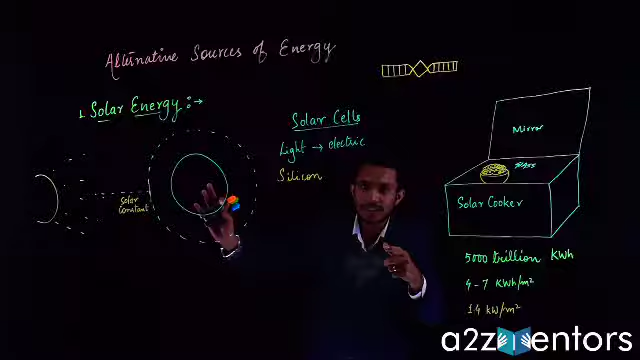 Alternative Sources of Energy
1. Solar Energy :→
Solar Constant
Solar Cells
Light → electric
Silicon
Mirror
glass
Solar Cooker
5000 trillion KWh
4-7 KWh/m²
1.4 kW/m²
a2zmentors